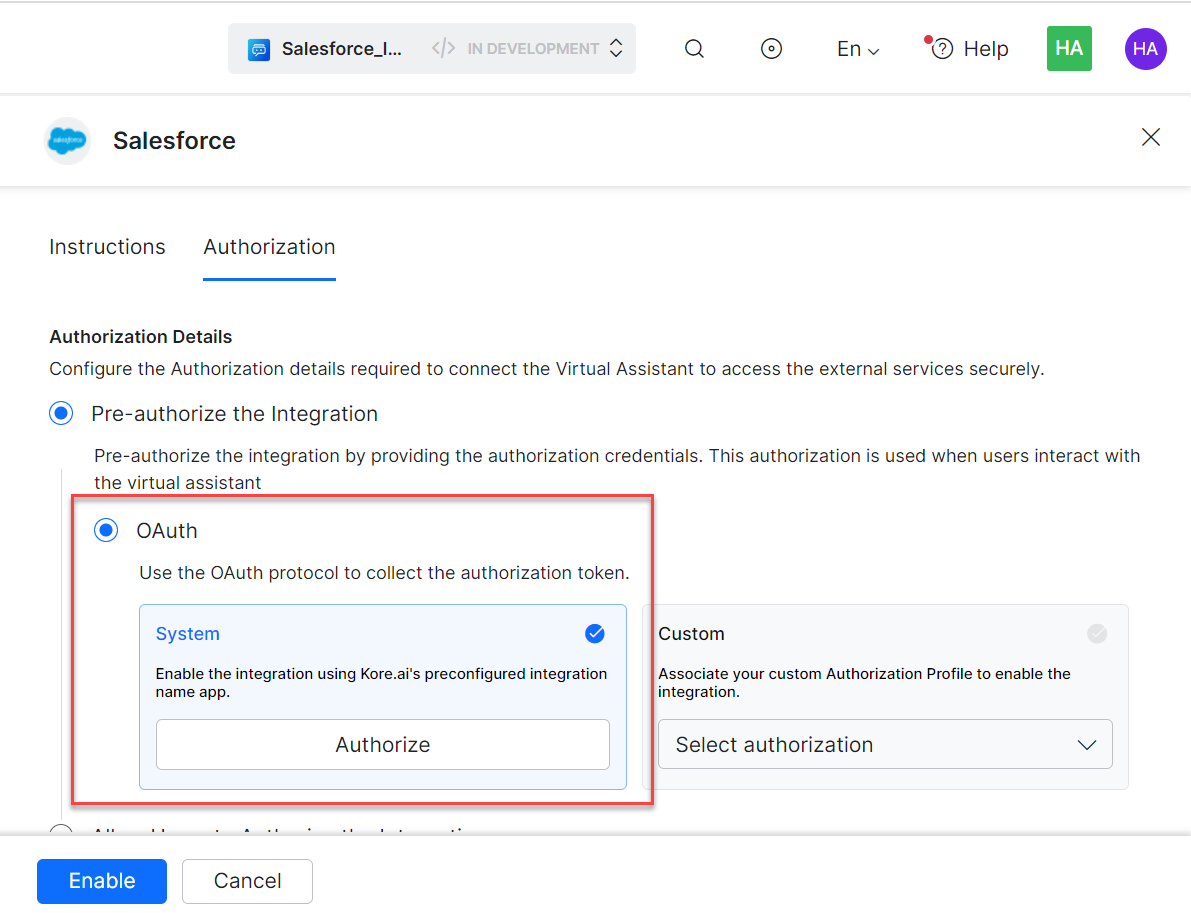 Salesforce_I... </> IN DEVELOPMENT En Help HA HA
salesforce
Salesforce
Instructions Authorization
Authorization Details
Configure the Authorization details required to connect the Virtual Assistant to access the external services securely.
Pre-authorize the Integration
Pre-authorize the integration by providing the authorization credentials. This authorization is used when users interact with
the virtual assistant
OAuth
Use the OAuth protocol to collect the authorization token.
System
Enable the integration using Kore.ai's preconfigured integration
name app.
Authorize
Custom
Associate your custom Authorization Profile to enable the
integration.
Select authorization
Enable Cancel